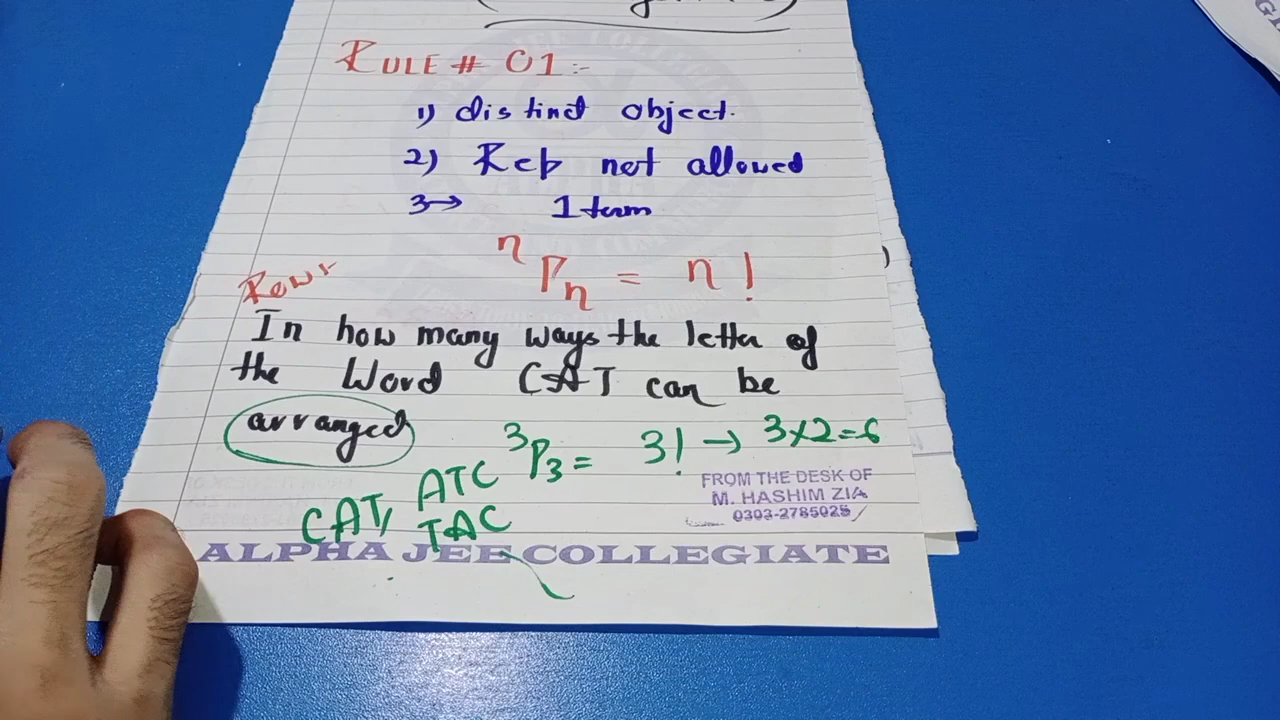 RULE # 01:-
1) distinct object.
2) Rep not allowed
3→ 1 term
ⁿPₙ = n!
Row
In how many ways the letter of
the Word CAT can be
arranged
³P₃ = 3! → 3×2=6
CAT, ATC
TAC
FROM THE DESK OF
M. HASHIM ZIA
0303-2785025
ALPHA JEE COLLEGIATE